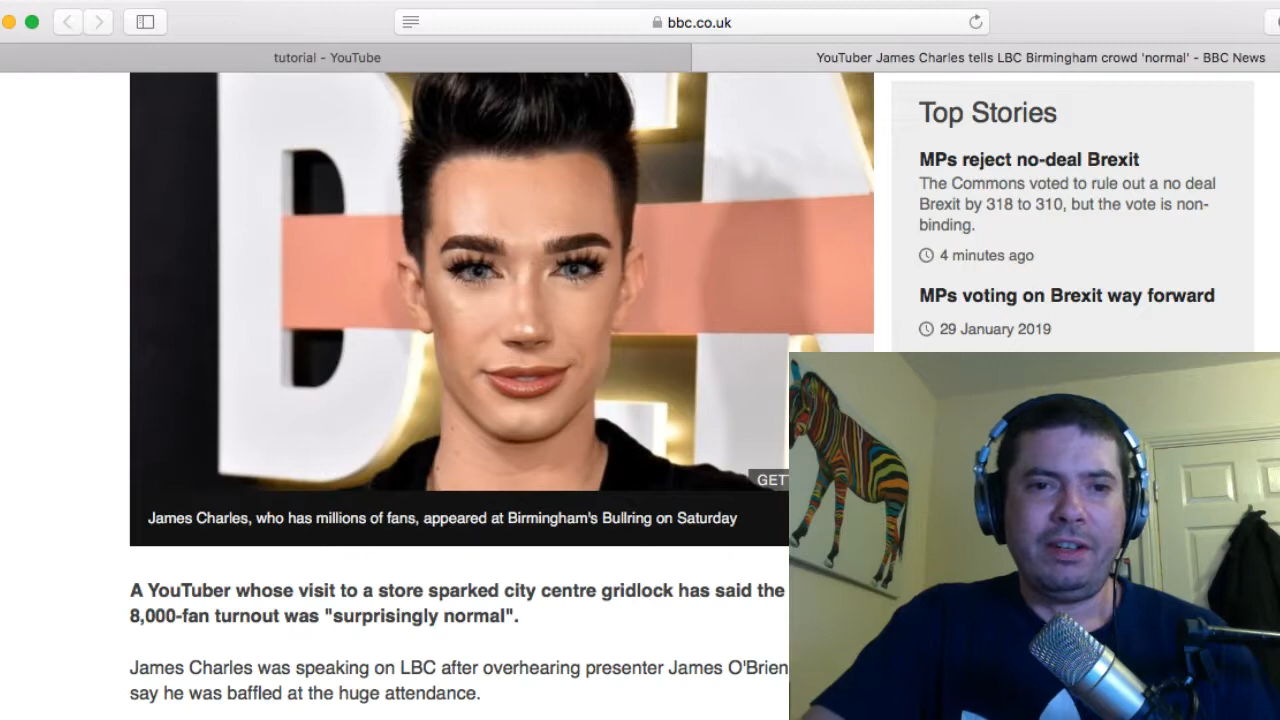 bbc.co.uk
tutorial - YouTube
YouTuber James Charles tells LBC Birmingham crowd 'normal' - BBC News
Top Stories
MPs reject no-deal Brexit
The Commons voted to rule out a no deal
Brexit by 318 to 310, but the vote is non-
binding.
4 minutes ago
MPs voting on Brexit way forward
29 January 2019
GET
James Charles, who has millions of fans, appeared at Birmingham's Bullring on Saturday
A YouTuber whose visit to a store sparked city centre gridlock has said the
8,000-fan turnout was "surprisingly normal".
James Charles was speaking on LBC after overhearing presenter James O'Brien
say he was baffled at the huge attendance.